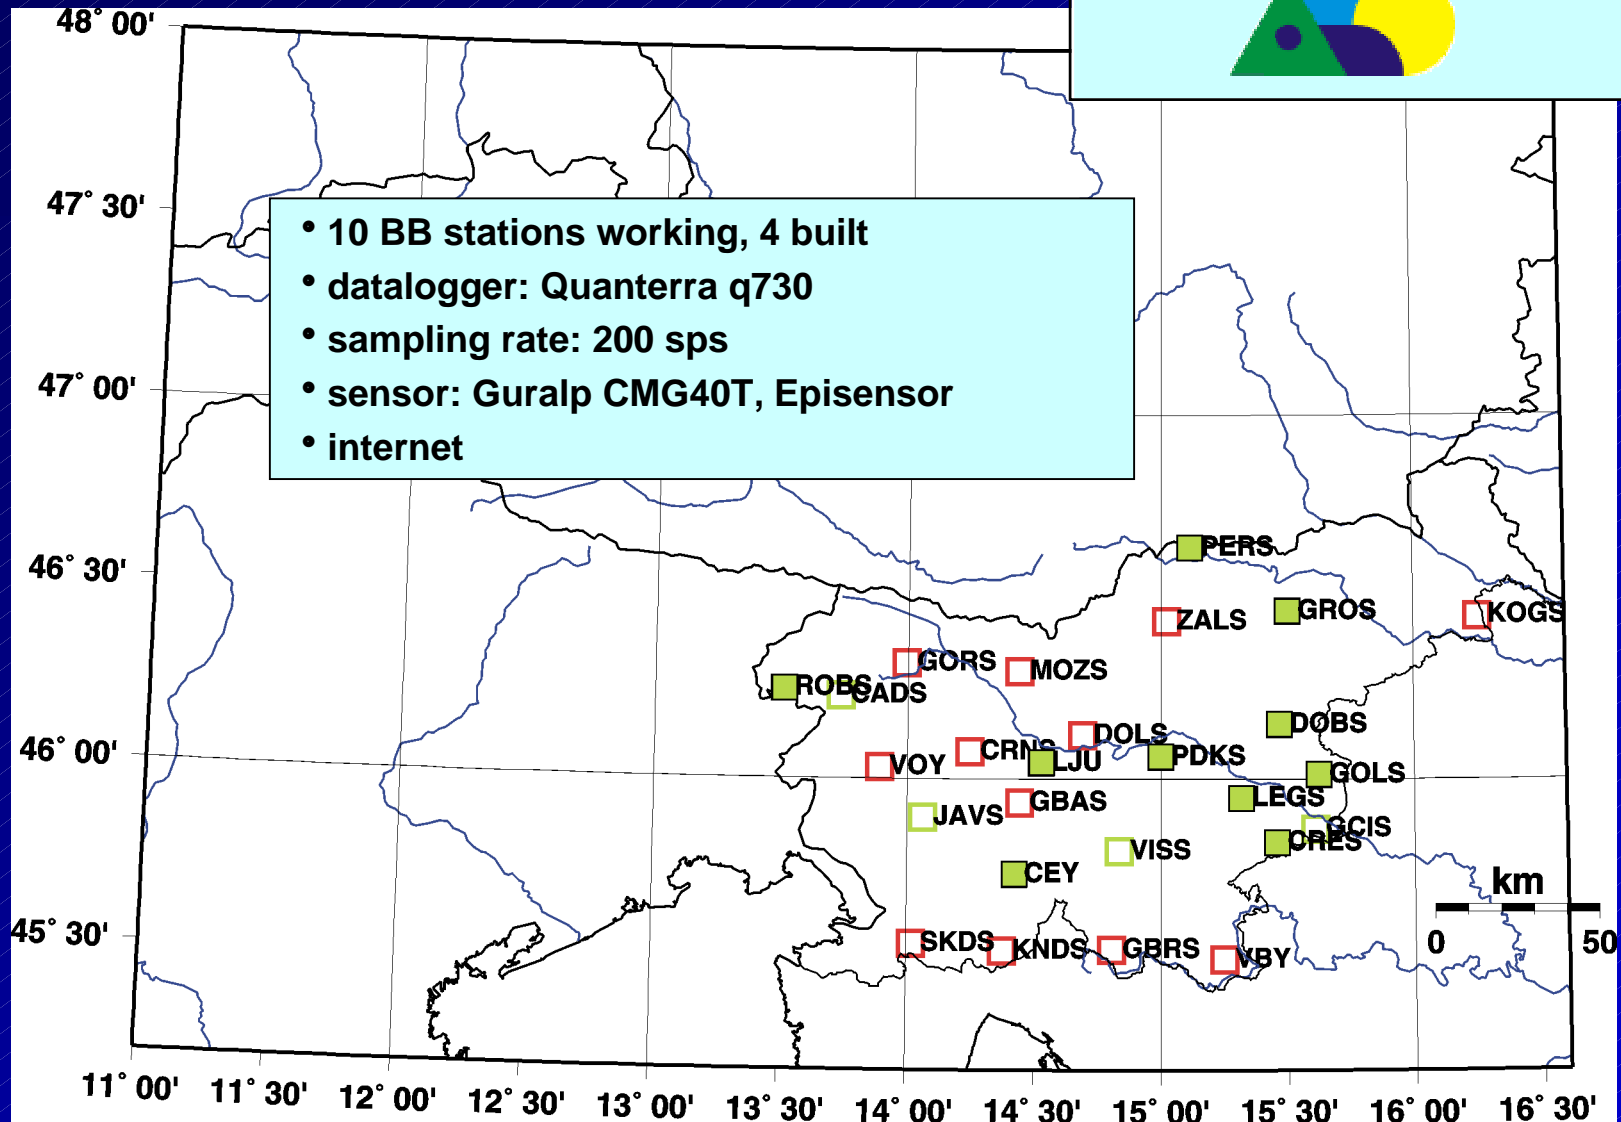 48° 00'
47° 30'
• 10 BB stations working, 4 built
• datalogger: Quanterra q730
• sampling rate: 200 sps
• sensor: Guralp CMG40T, Episensor
• internet
47° 00'
46° 30'
PERS
ZALS
GROS
KOGS
GORS
MOZS
ROBS
CADS
DOBS
46° 00'
VOY
CRNS
DOLS
LJU
PDKS
GOLS
LEGS
JAVS
GBAS
GCIS
CRES
VISS
CEY
km
0 50
45° 30'
SKDS
KNDS
GBRS
VBY
11° 00' 11° 30' 12° 00' 12° 30' 13° 00' 13° 30' 14° 00' 14° 30' 15° 00' 15° 30' 16° 00' 16° 30'